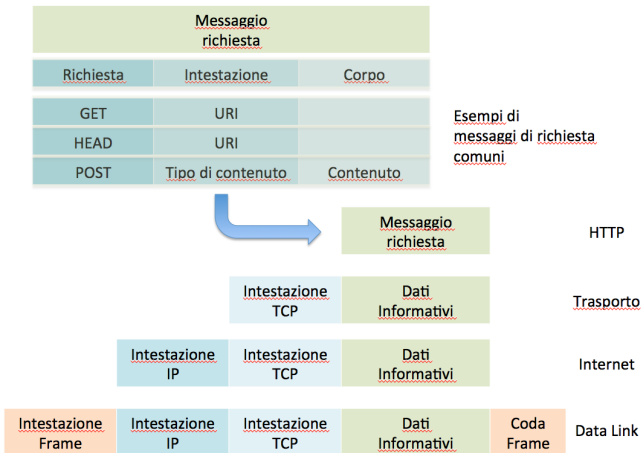 Messaggio
richiesta
Richiesta Intestazione Corpo
GET URI
HEAD URI
POST Tipo di contenuto Contenuto
Esempi di
messaggi di richiesta
comuni
Messaggio
richiesta
HTTP
Intestazione
TCP
Dati
Informativi
Trasporto
Intestazione
IP
Intestazione
TCP
Dati
Informativi
Internet
Intestazione
Frame
Intestazione
IP
Intestazione
TCP
Dati
Informativi
Coda
Frame
Data Link